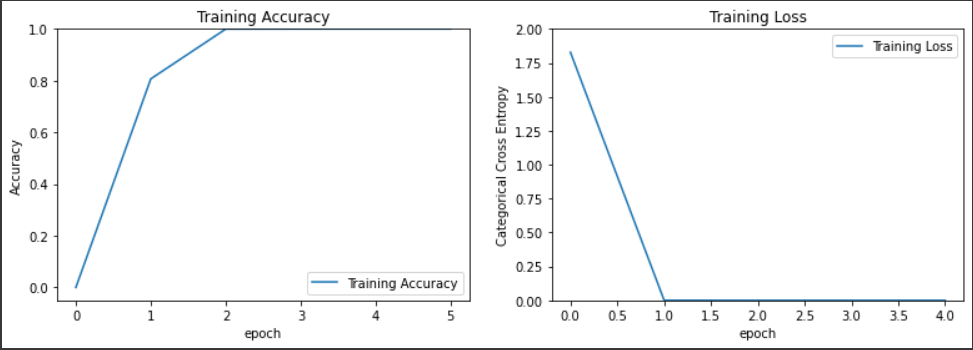 Training Accuracy
1.0
0.8
0.6
0.4
0.2
0.0
Accuracy
Training Accuracy
0 1 2 3 4 5
epoch
Training Loss
2.00
1.75
1.50
1.25
1.00
0.75
0.50
0.25
0.00
Categorical Cross Entropy
Training Loss
0.0 0.5 1.0 1.5 2.0 2.5 3.0 3.5 4.0
epoch